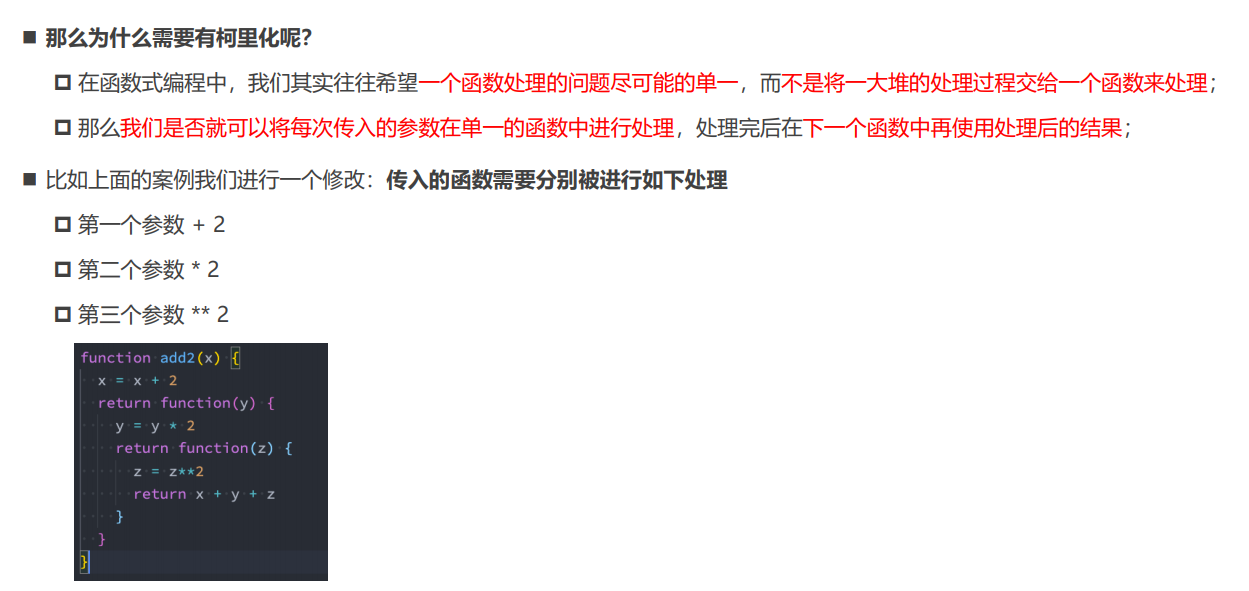 ■ 那么为什么需要有柯里化呢?
在函数式编程中，我们其实往往希望一个函数处理的问题尽可能的单一，而不是将一大堆的处理过程交给一个函数来处理；
那么我们是否就可以将每次传入的参数在单一的函数中进行处理，处理完后在下一个函数中再使用处理后的结果；
■ 比如上面的案例我们进行一个修改：传入的函数需要分别被进行如下处理
第一个参数 + 2
第二个参数 * 2
第三个参数 ** 2
function add2(x) {
  x = x + 2
  return function(y) {
    y = y * 2
    return function(z) {
      z = z**2
      return x + y + z
    }
  }
}